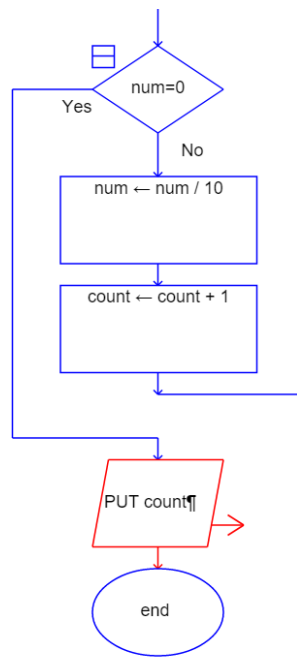 num=0
Yes
No
num ← num / 10
count ← count + 1
PUT count¶
end